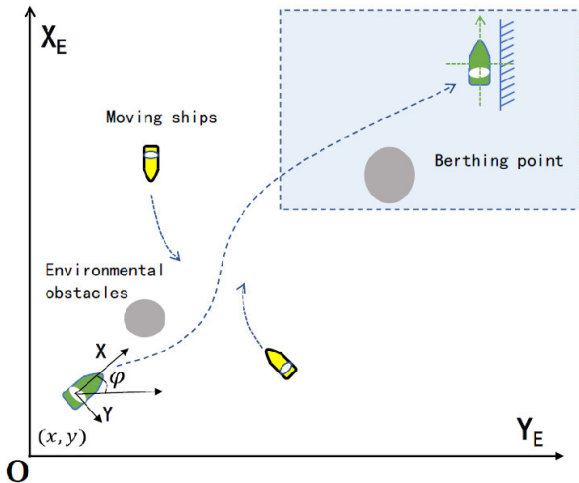 X_E
Moving ships
Berthing point
Environmental
obstacles
X
φ
Y
(x, y)
Y_E
O